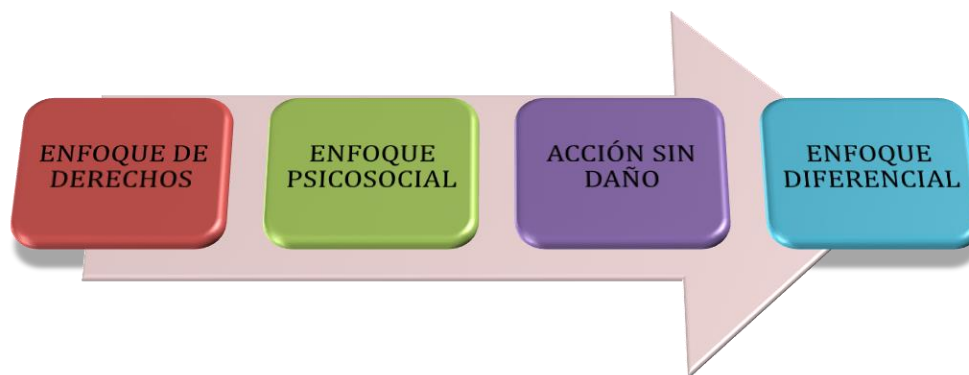 ENFOQUE DE
DERECHOS
ENFOQUE
PSICOSOCIAL
ACCIÓN SIN
DAÑO
ENFOQUE
DIFERENCIAL